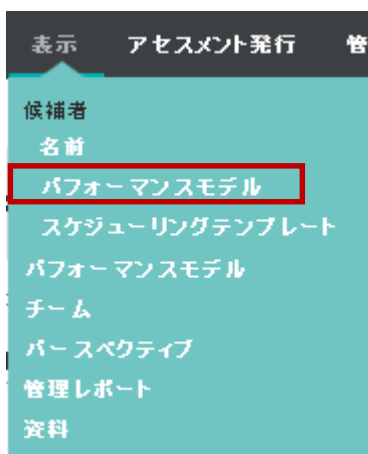 表示 アセスメント発行 管
候補者
名前
パフォーマンスモデル
スケジューリングテンプレート
パフォーマンスモデル
チーム
パースペクティブ
管理レポート
資料